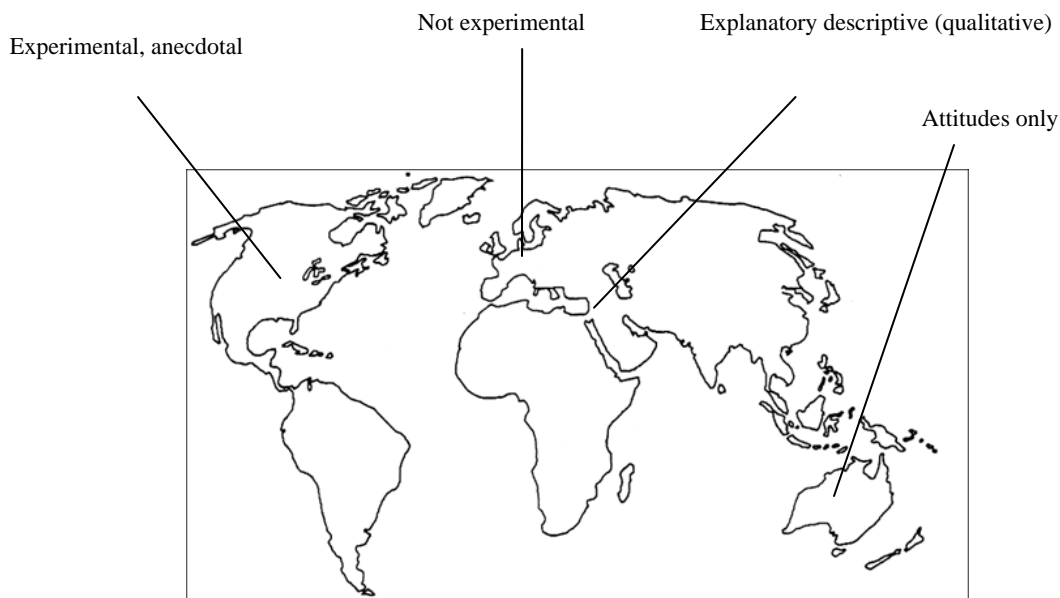 Not experimental
Explanatory descriptive (qualitative)
Experimental, anecdotal
Attitudes only